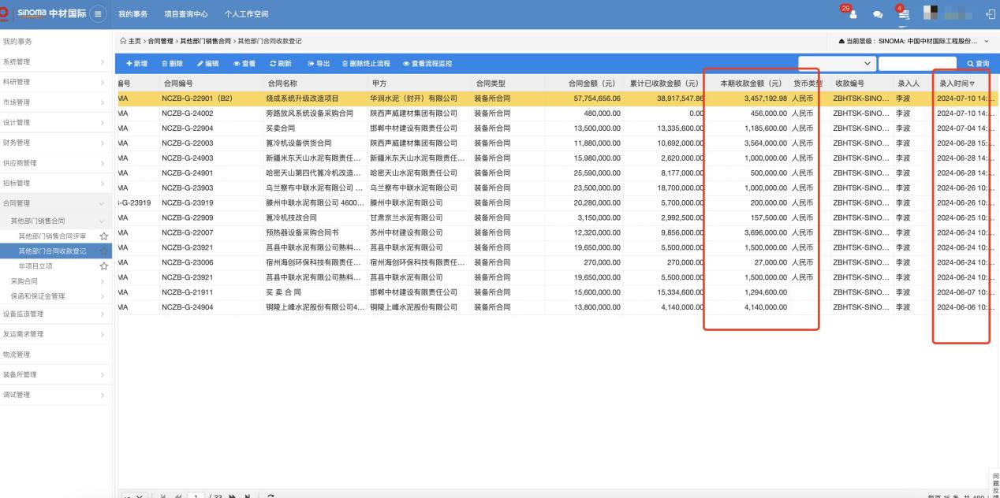 sinoma 中材国际 我的事务 项目查询中心 个人工作空间 29 4
我的事务
系统管理
科研管理
市场管理
设计管理
财务管理
供应商管理
招标管理
合同管理
其他部门销售合同
其他部门销售合同评审
其他部门合同收款登记
非项目立项
采购合同
保函和保证金管理
设备监造管理
发运需求管理
物流管理
装备所管理
调试管理
主页 > 合同管理 > 其他部门销售合同 > 其他部门合同收款登记 当前层级： SINOMA: 中国中材国际工程股份...
新增 删除 编辑 查看 刷新 导出 删除终止流程 查看流程监控 查询
编号 合同编号 合同名称 甲方 合同类型 合同金额（元） 累计已收款金额（元） 本期收款金额（元） 货币类型 收款编号 录入人 录入时间▽
MA NCZB-G-22901（B2） 烧成系统升级改造项目 华润水泥（封开）有限公司 装备所合同 57,754,656.06 38,917,547.86 3,457,192.98 人民币 ZBHTSK-SINO... 李波 2024-07-10 14:...
MA NCZB-G-24002 旁路放风系统设备采购合同 陕西声威建材集团有限公司 装备所合同 480,000.00 0.00 456,000.00 人民币 ZBHTSK-SINO... 李波 2024-07-10 14:...
MA NCZB-G-22904 买卖合同 邯郸中材建设有限责任公司 装备所合同 13,500,000.00 13,335,600.00 1,185,600.00 人民币 ZBHTSK-SINO... 李波 2024-07-04 14:...
MA NCZB-G-22003 篦冷机设备供货合同 陕西声威建材集团有限公司 装备所合同 11,880,000.00 10,692,000.00 3,564,000.00 人民币 ZBHTSK-SINO... 李波 2024-06-28 15:...
MA NCZB-G-24903 新疆米东天山水泥有限责任... 新疆米东天山水泥有限责任... 装备所合同 15,980,000.00 2,620,000.00 1,000,000.00 人民币 ZBHTSK-SINO... 李波 2024-06-28 14:...
MA NCZB-G-24901 哈密天山第四代篦冷机改造... 哈密天山水泥有限责任公司 装备所合同 25,590,000.00 8,177,000.00 500,000.00 人民币 ZBHTSK-SINO... 李波 2024-06-28 14:...
MA NCZB-G-23903 乌兰察布中联水泥有限公司 ... 乌兰察布中联水泥有限公司 装备所合同 23,500,000.00 18,700,000.00 1,000,000.00 人民币 ZBHTSK-SINO... 李波 2024-06-26 10:...
-G-23919 NCZB-G-23919 滕州中联水泥有限公司 4600... 滕州中联水泥有限公司 装备所合同 20,280,000.00 5,700,000.00 200,000.00 人民币 ZBHTSK-SINO... 李波 2024-06-26 10:...
MA NCZB-G-22909 篦冷机技改合同 甘肃京兰水泥有限公司 装备所合同 3,150,000.00 2,992,500.00 157,500.00 人民币 ZBHTSK-SINO... 李波 2024-06-25 10:...
MA NCZB-G-22007 预热器设备采购合同书 苏州中材建设有限公司 装备所合同 12,320,000.00 9,856,000.00 3,696,000.00 人民币 ZBHTSK-SINO... 李波 2024-06-24 10:...
MA NCZB-G-23921 莒县中联水泥有限公司熟料... 莒县中联水泥有限公司 装备所合同 19,650,000.00 5,500,000.00 1,500,000.00 人民币 ZBHTSK-SINO... 李波 2024-06-24 10:...
MA NCZB-G-23006 宿州海创环保科技有限责任... 宿州海创环保科技有限责任... 装备所合同 270,000.00 270,000.00 27,000.00 人民币 ZBHTSK-SINO... 李波 2024-06-24 10:...
MA NCZB-G-23921 莒县中联水泥有限公司熟料... 莒县中联水泥有限公司 装备所合同 19,650,000.00 5,500,000.00 1,500,000.00 人民币 ZBHTSK-SINO... 李波 2024-06-24 10:...
MA NCZB-G-21911 买 卖 合 同 邯郸中材建设有限责任公司 装备所合同 15,600,000.00 15,334,600.00 1,294,600.00 ZBHTSK-SINO... 李波 2024-06-07 10:...
MA NCZB-G-24904 铜陵上峰水泥股份有限公司4... 铜陵上峰水泥股份有限公司 装备所合同 13,800,000.00 4,140,000.00 4,140,000.00 ZBHTSK-SINO... 李波 2024-06-06 10:...
1 / 33
问题反馈